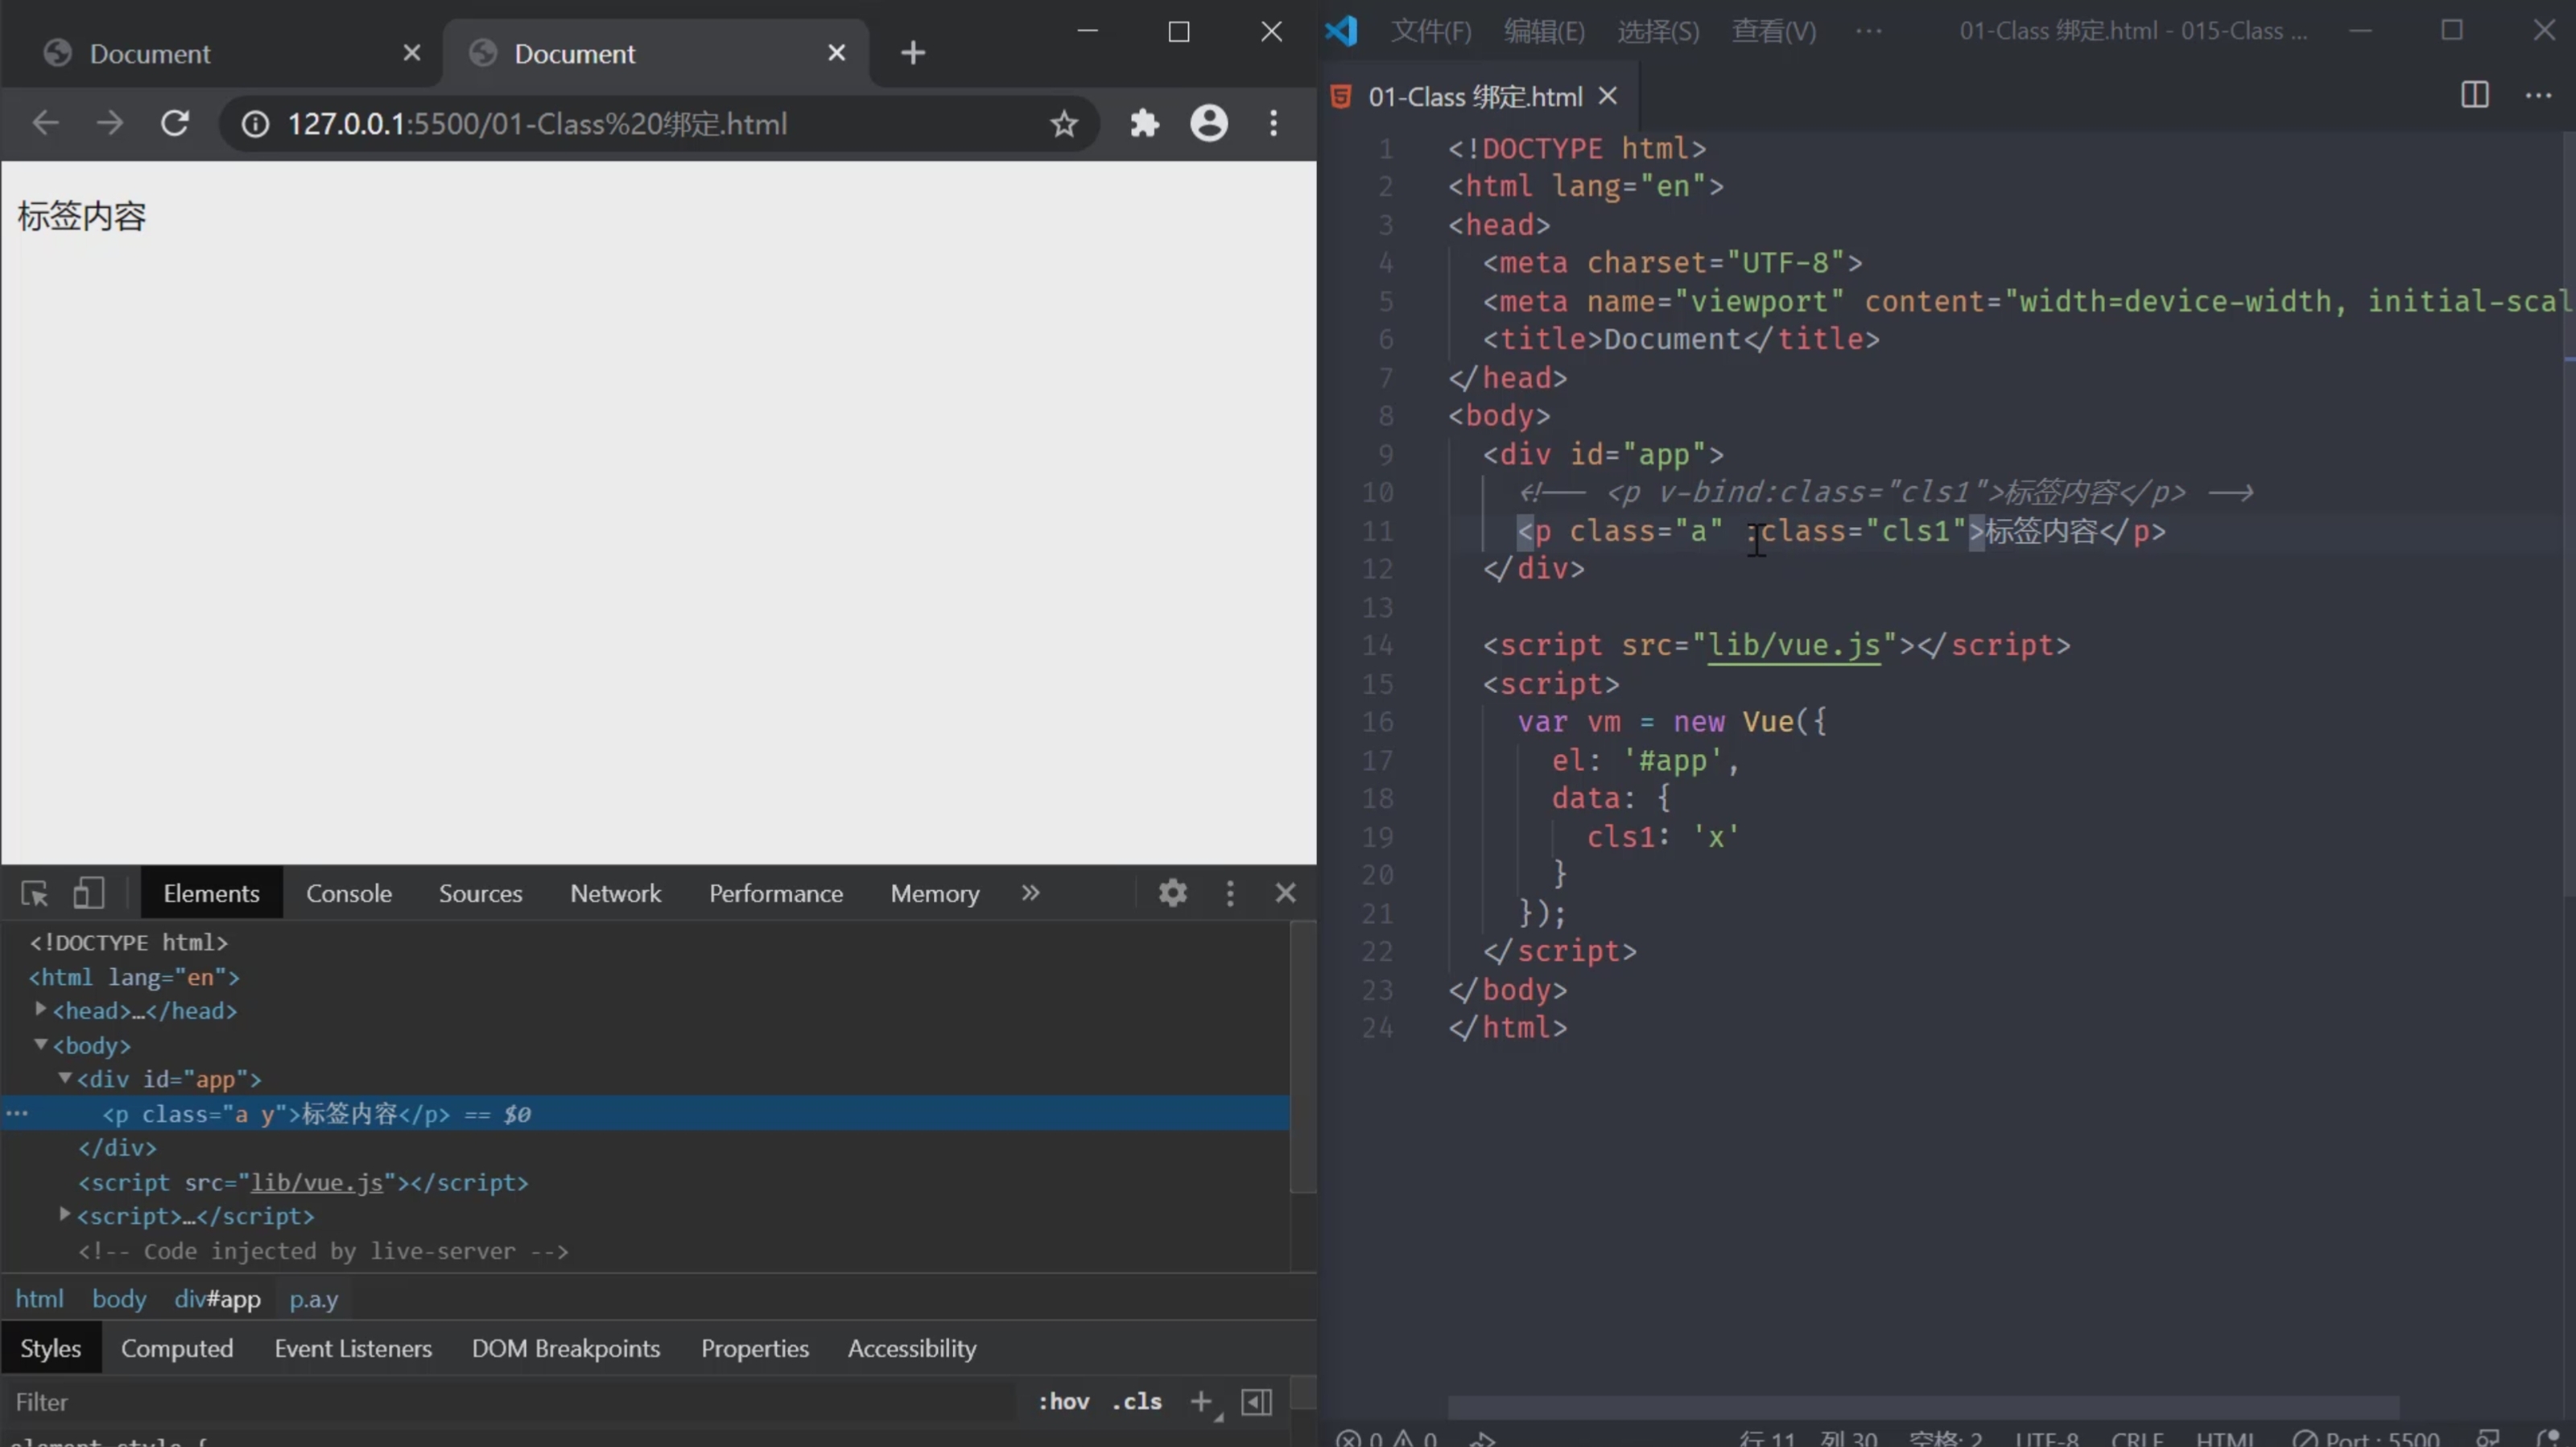 Document
Document
127.0.0.1:5500/01-Class%20绑定.html
标签内容
Elements Console Sources Network Performance Memory
<!DOCTYPE html>
<html lang="en">
<head>…</head>
<body>
<div id="app">
<p class="a y">标签内容</p> == $0
</div>
<script src="lib/vue.js"></script>
<script>…</script>
<!-- Code injected by live-server -->
html body div#app p.a.y
Styles Computed Event Listeners DOM Breakpoints Properties Accessibility
Filter
:hov .cls
element.style {
文件(F) 编辑(E) 选择(S) 查看(V) ··· 01-Class 绑定.html - 015-Class ...
01-Class 绑定.html
1 <!DOCTYPE html>
2 <html lang="en">
3 <head>
4 <meta charset="UTF-8">
5 <meta name="viewport" content="width=device-width, initial-scal
6 <title>Document</title>
7 </head>
8 <body>
9 <div id="app">
10 <!-- <p v-bind:class="cls1">标签内容</p> -->
11 <p class="a" :class="cls1">标签内容</p>
12 </div>
13
14 <script src="lib/vue.js"></script>
15 <script>
16 var vm = new Vue({
17 el: '#app',
18 data: {
19 cls1: 'x'
20 }
21 });
22 </script>
23 </body>
24 </html>
0 0 行 11 列 30 空格: 2 UTF-8 CRLF HTML Port : 5500